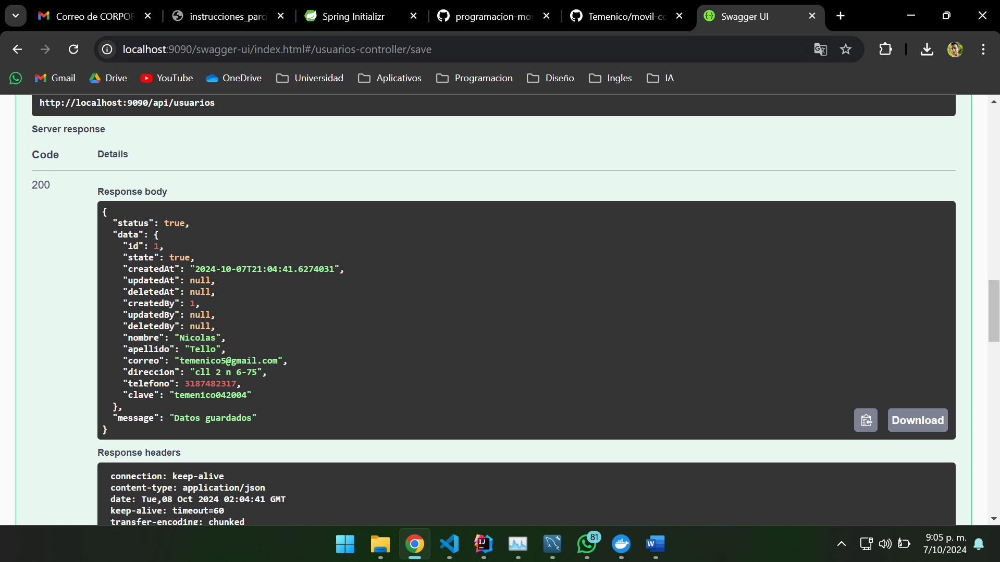 Correo de CORPOR
instrucciones_parci
Spring Initializr
programacion-mov
Temenico/movil-co
Swagger UI
localhost:9090/swagger-ui/index.html#/usuarios-controller/save
Gmail
Drive
YouTube
OneDrive
Universidad
Aplicativos
Programacion
Diseño
Ingles
IA
http://localhost:9090/api/usuarios
Server response
Code Details
200
Response body
{
"status": true,
"data": {
"id": 1,
"state": true,
"createdAt": "2024-10-07T21:04:41.6274031",
"updatedAt": null,
"deletedAt": null,
"createdBy": 1,
"updatedBy": null,
"deletedBy": null,
"nombre": "Nicolas",
"apellido": "Tello",
"correo": "temenico5@gmail.com",
"direccion": "cll 2 n 6-75",
"telefono": 3187482317,
"clave": "temenico042004"
},
"message": "Datos guardados"
}
Download
Response headers
connection: keep-alive
content-type: application/json
date: Tue,08 Oct 2024 02:04:41 GMT
keep-alive: timeout=60
transfer-encoding: chunked
IJ
81
W
9:05 p. m.
7/10/2024